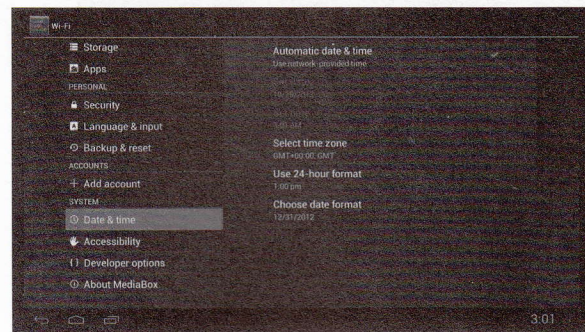 Wi-Fi
Storage
Apps
PERSONAL
Security
Language & input
Backup & reset
ACCOUNTS
Add account
SYSTEM
Date & time
Accessibility
Developer options
About MediaBox
Automatic date & time
Use network-provided time
Select time zone
GMT+00:00, GMT
Use 24-hour format
1:00 pm
Choose date format
12/31/2012
3:01